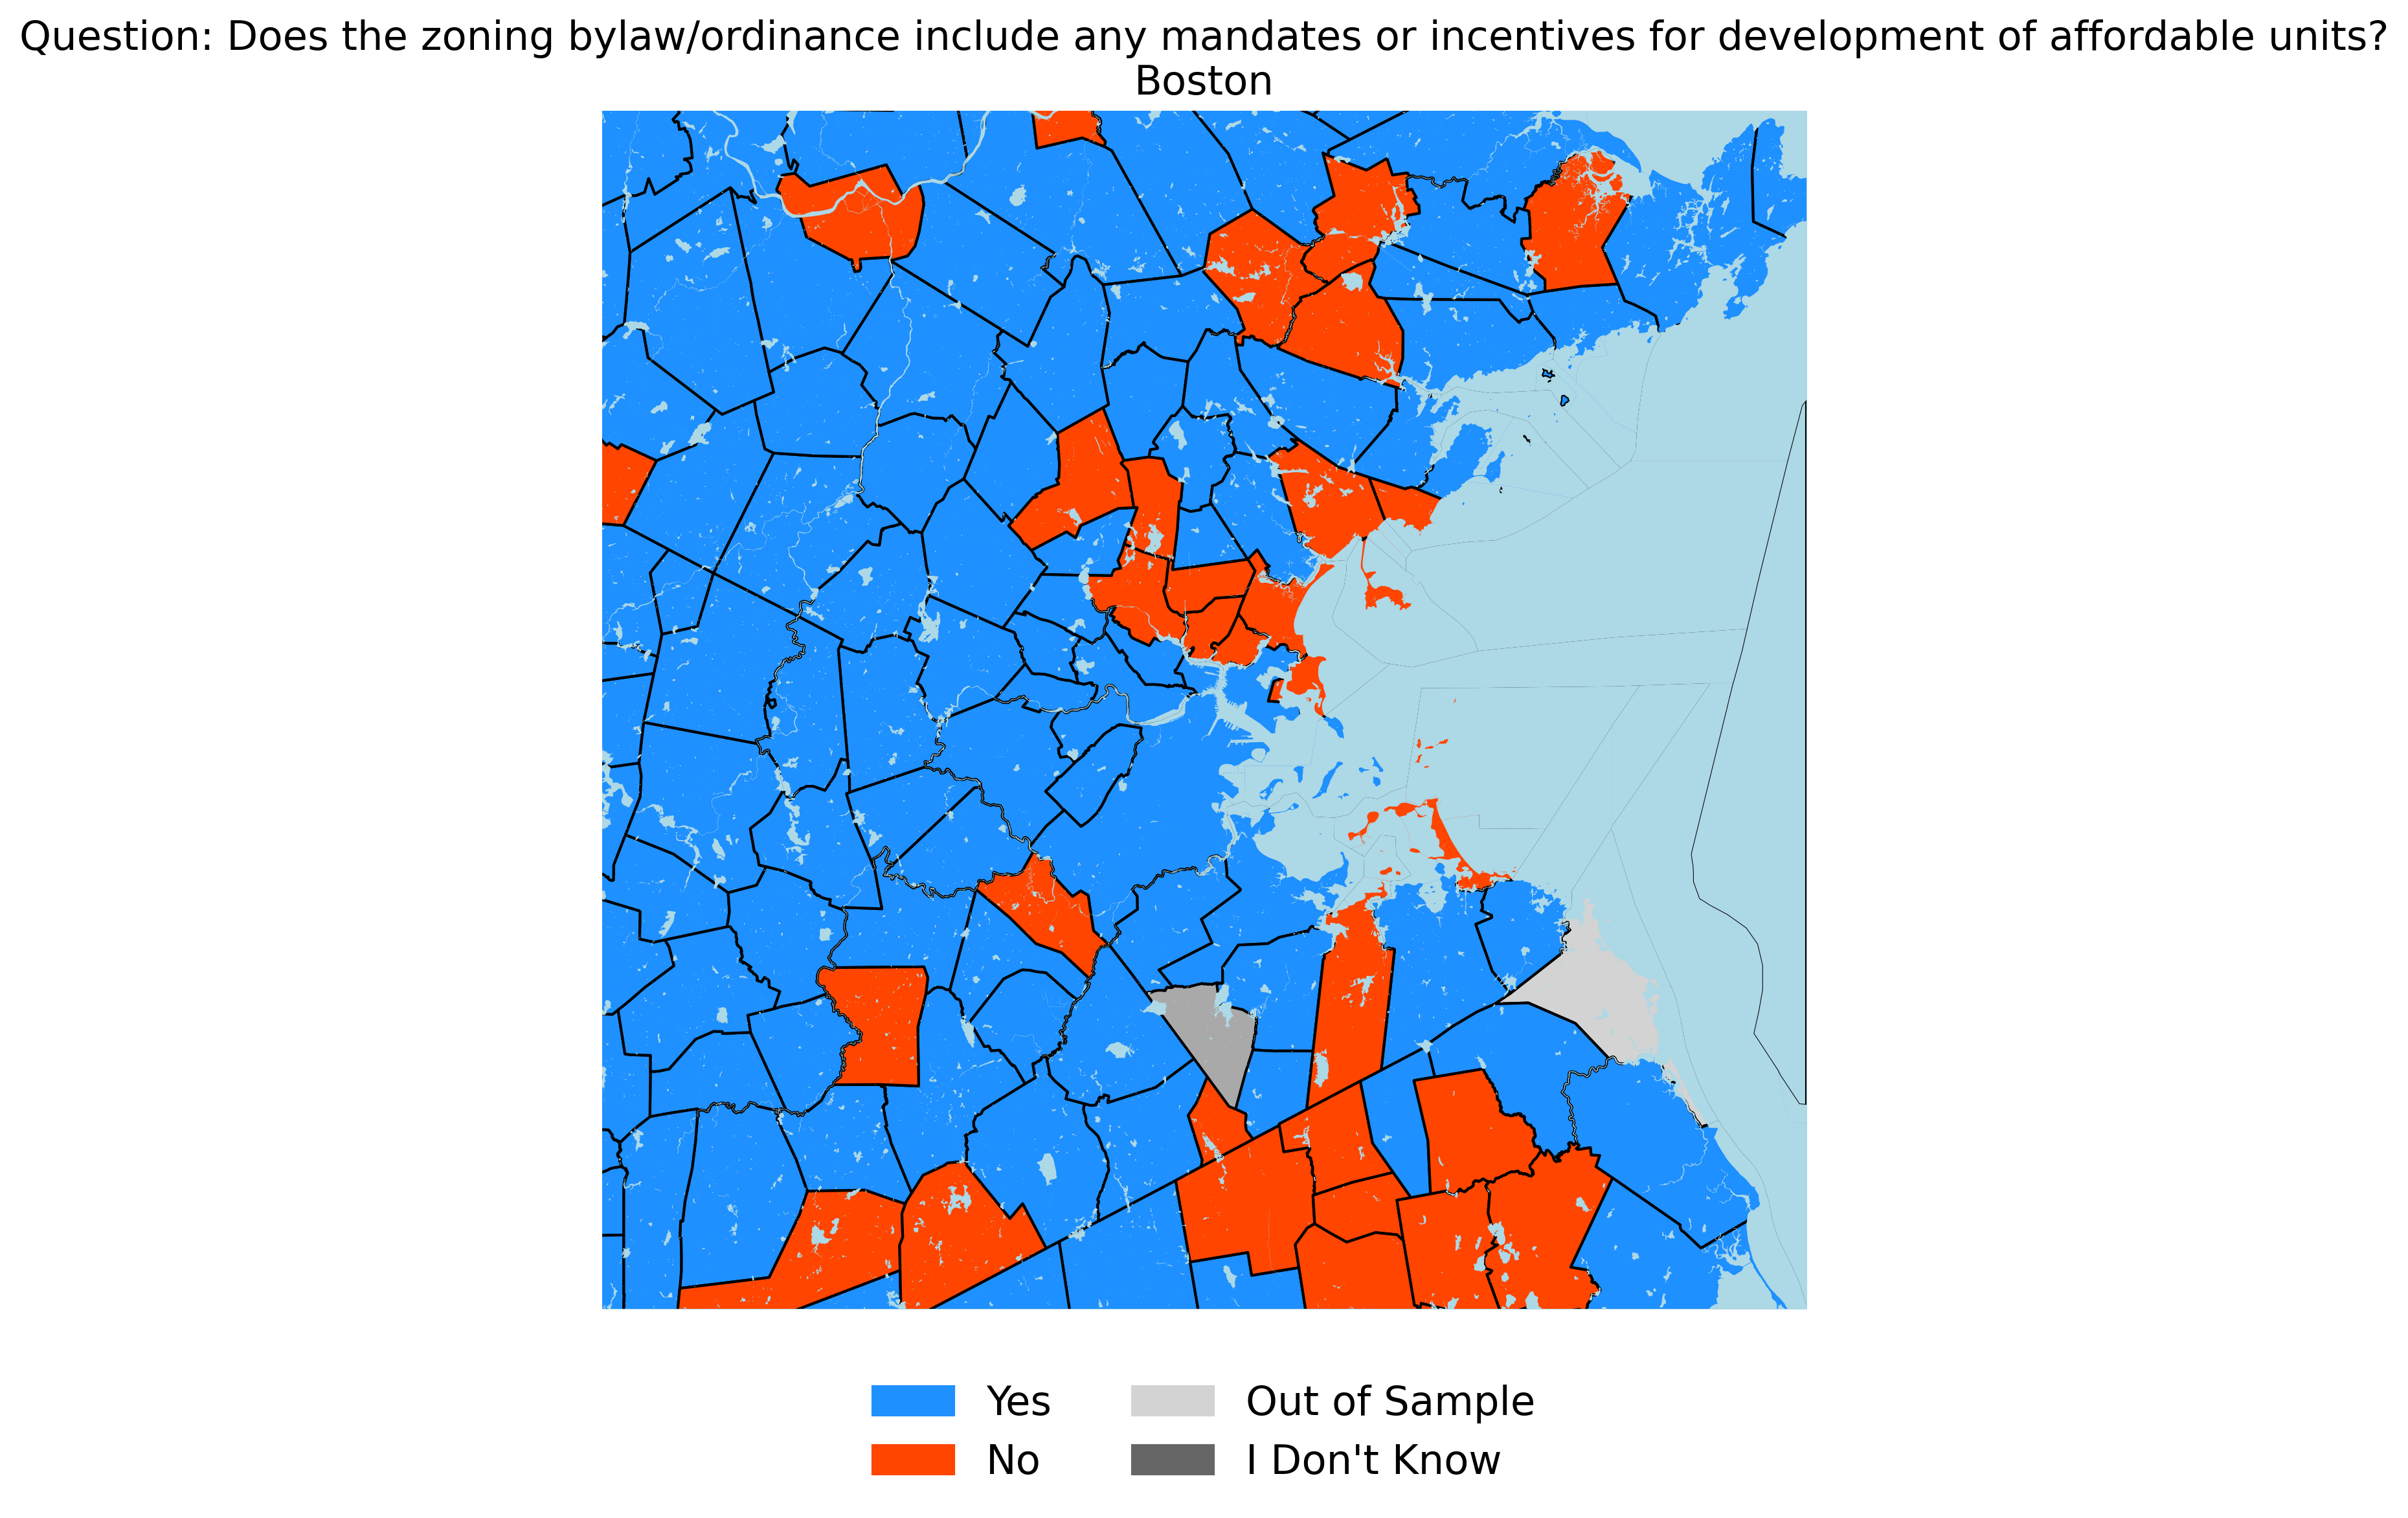 Question: Does the zoning bylaw/ordinance include any mandates or incentives for development of affordable units?
Boston
Yes
No
Out of Sample
I Don't Know